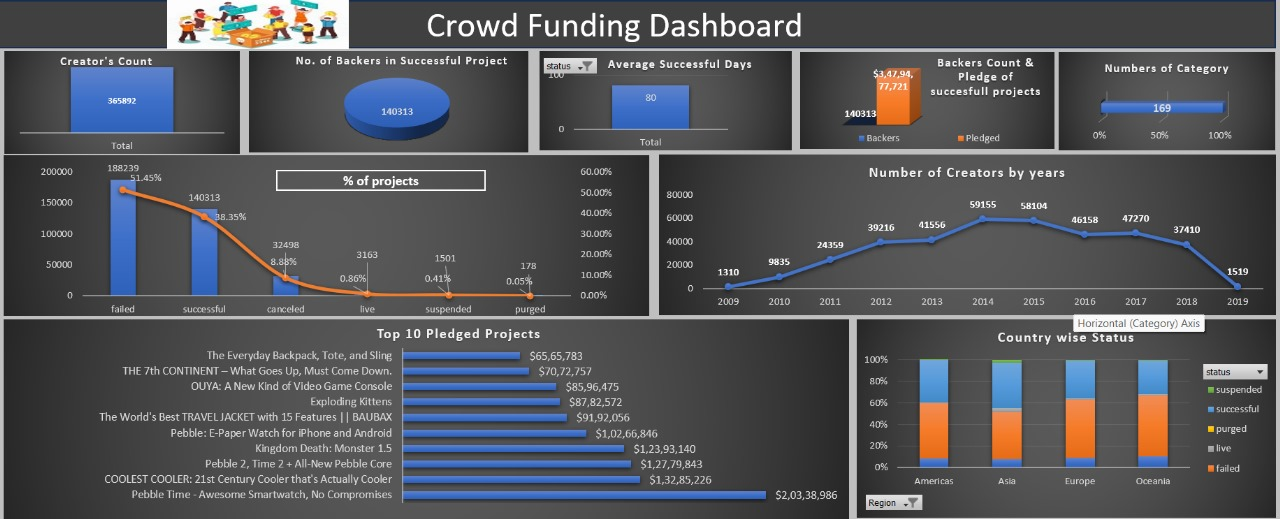 Crowd Funding Dashboard
Creator's Count
365892
Total
No. of Backers in Successful Project
140313
status
Average Successful Days
100
80
0
Total
Backers Count &
Pledge of
succesfull projects
$3,47,94,
77,721
140313
Backers
Pledged
Numbers of Category
169
0%
50%
100%
% of projects
200000
150000
100000
50000
0
188239
51.45%
140313
38.35%
32498
8.88%
3163
0.86%
1501
0.41%
178
0.05%
60.00%
50.00%
40.00%
30.00%
20.00%
10.00%
0.00%
failed
successful
canceled
live
suspended
purged
Number of Creators by years
80000
60000
40000
20000
0
1310
9835
24359
39216
41556
59155
58104
46158
47270
37410
1519
2009
2010
2011
2012
2013
2014
2015
2016
2017
2018
2019
Horizontal (Category) Axis
Top 10 Pledged Projects
The Everyday Backpack, Tote, and Sling $65,65,783
THE 7th CONTINENT – What Goes Up, Must Come Down. $70,72,757
OUYA: A New Kind of Video Game Console $85,96,475
Exploding Kittens $87,82,572
The World's Best TRAVEL JACKET with 15 Features || BAUBAX $91,92,056
Pebble: E-Paper Watch for iPhone and Android $1,02,66,846
Kingdom Death: Monster 1.5 $1,23,93,140
Pebble 2, Time 2 + All-New Pebble Core $1,27,79,843
COOLEST COOLER: 21st Century Cooler that's Actually Cooler $1,32,85,226
Pebble Time - Awesome Smartwatch, No Compromises $2,03,38,986
Country wise Status
100%
80%
60%
40%
20%
0%
Americas
Asia
Europe
Oceania
status
suspended
successful
purged
live
failed
Region